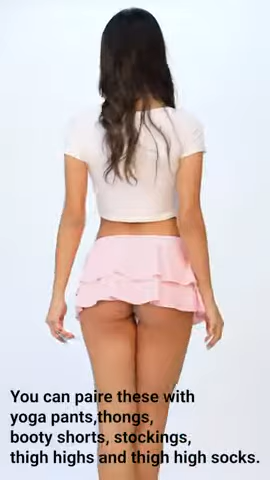 You can paire these with
yoga pants,thongs,
booty shorts, stockings,
thigh highs and thigh high socks.